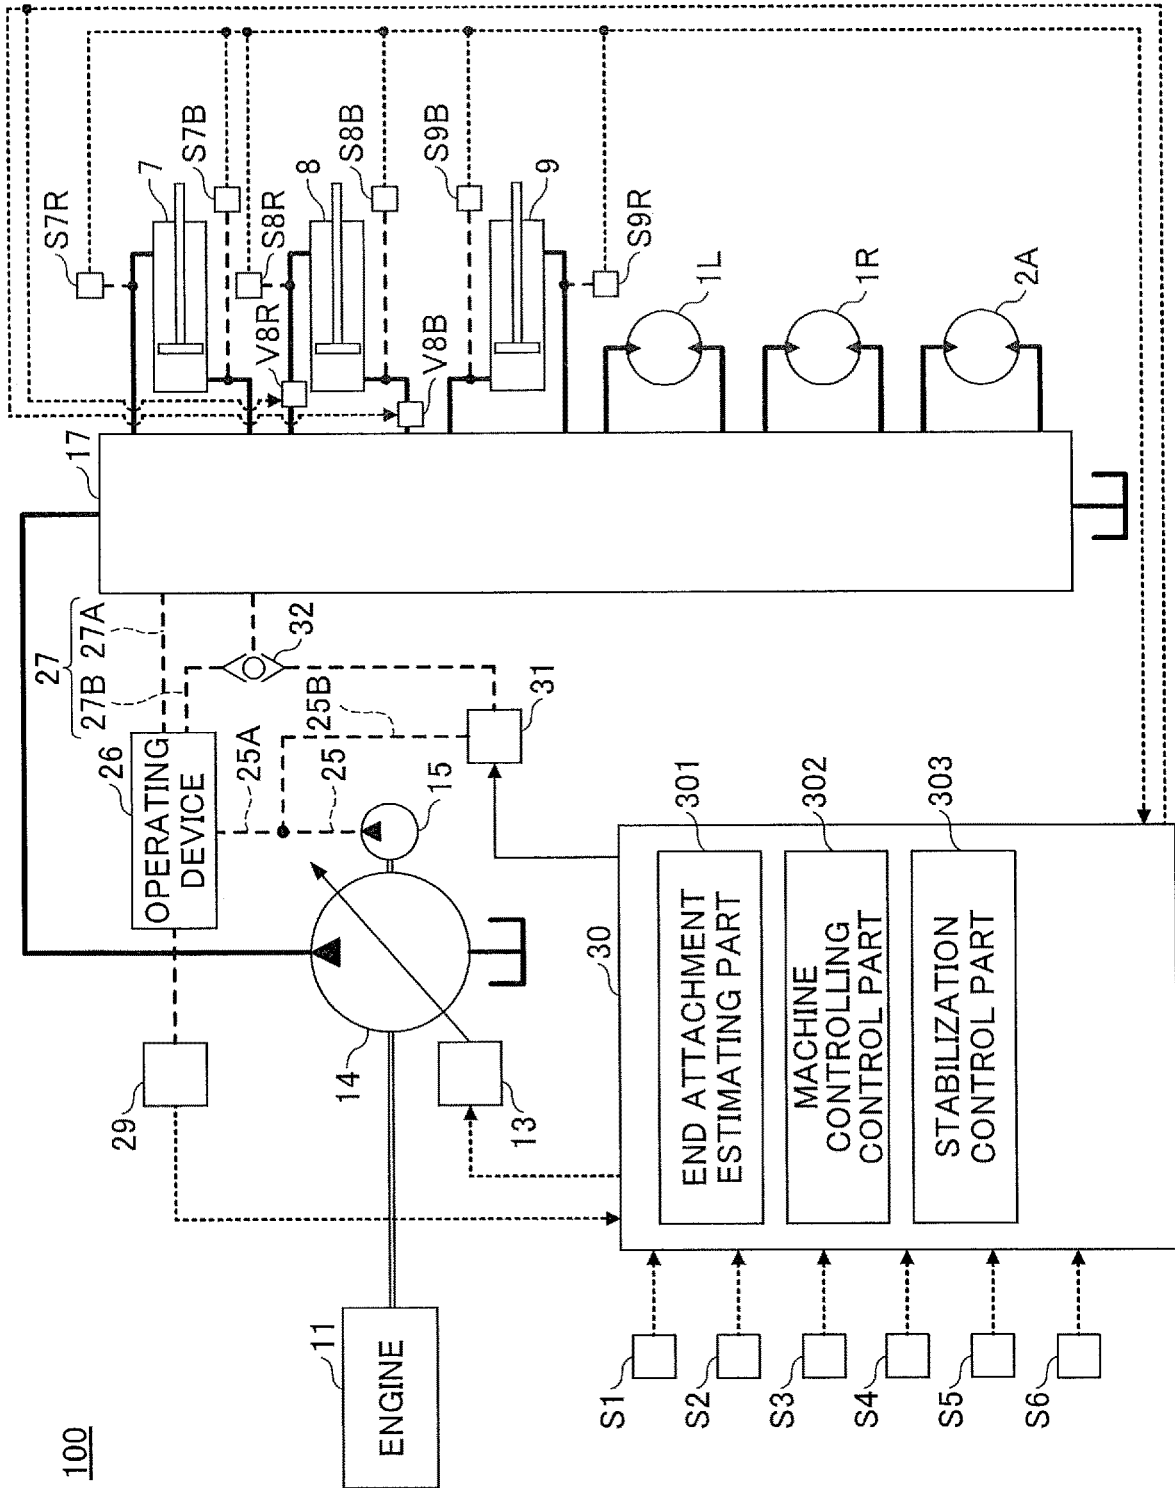 100
ENGINE
11
29
OPERATING
DEVICE
26
27
27A
27B
32
25A
25
25B
15
14
13
31
17
S7R
7
S7B
S8R
8
S8B
V8R
V8B
S9B
9
S9R
1L
1R
2A
30
END ATTACHMENT
ESTIMATING PART
301
MACHINE
CONTROLLING
CONTROL PART
302
STABILIZATION
CONTROL PART
303
S1
S2
S3
S4
S5
S6